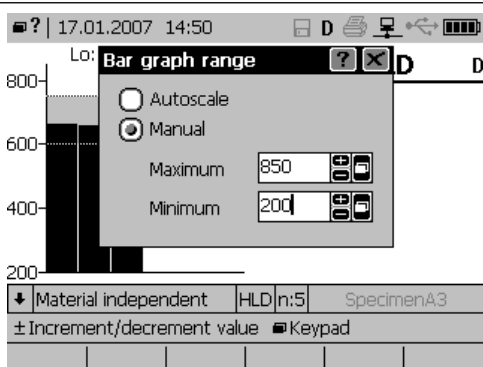 ? 17.01.2007 14:50 D
Lo:
Bar graph range ? X D D
800
Autoscale
Manual
600
Maximum 850
400
Minimum 200
200
Material independent HLD n:5 SpecimenA3
±Increment/decrement value Keypad